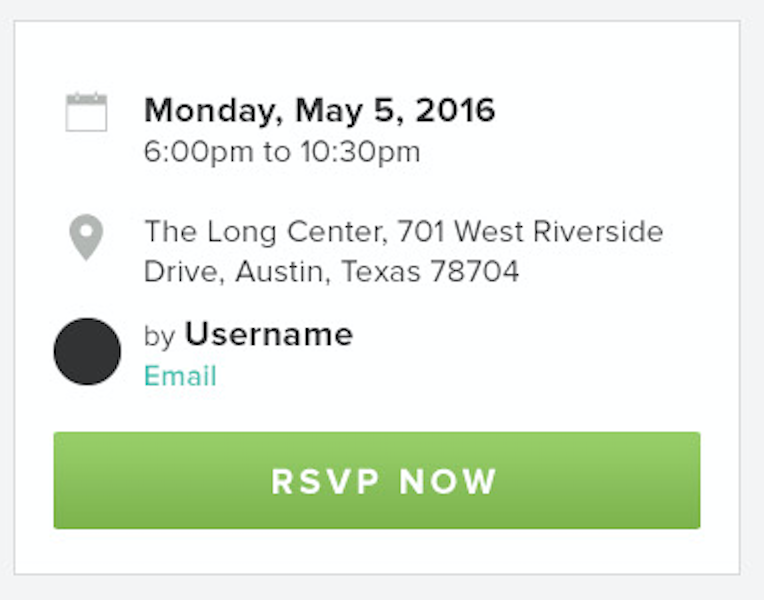 Monday, May 5, 2016
6:00pm to 10:30pm
The Long Center, 701 West Riverside
Drive, Austin, Texas 78704
by Username
Email
RSVP NOW